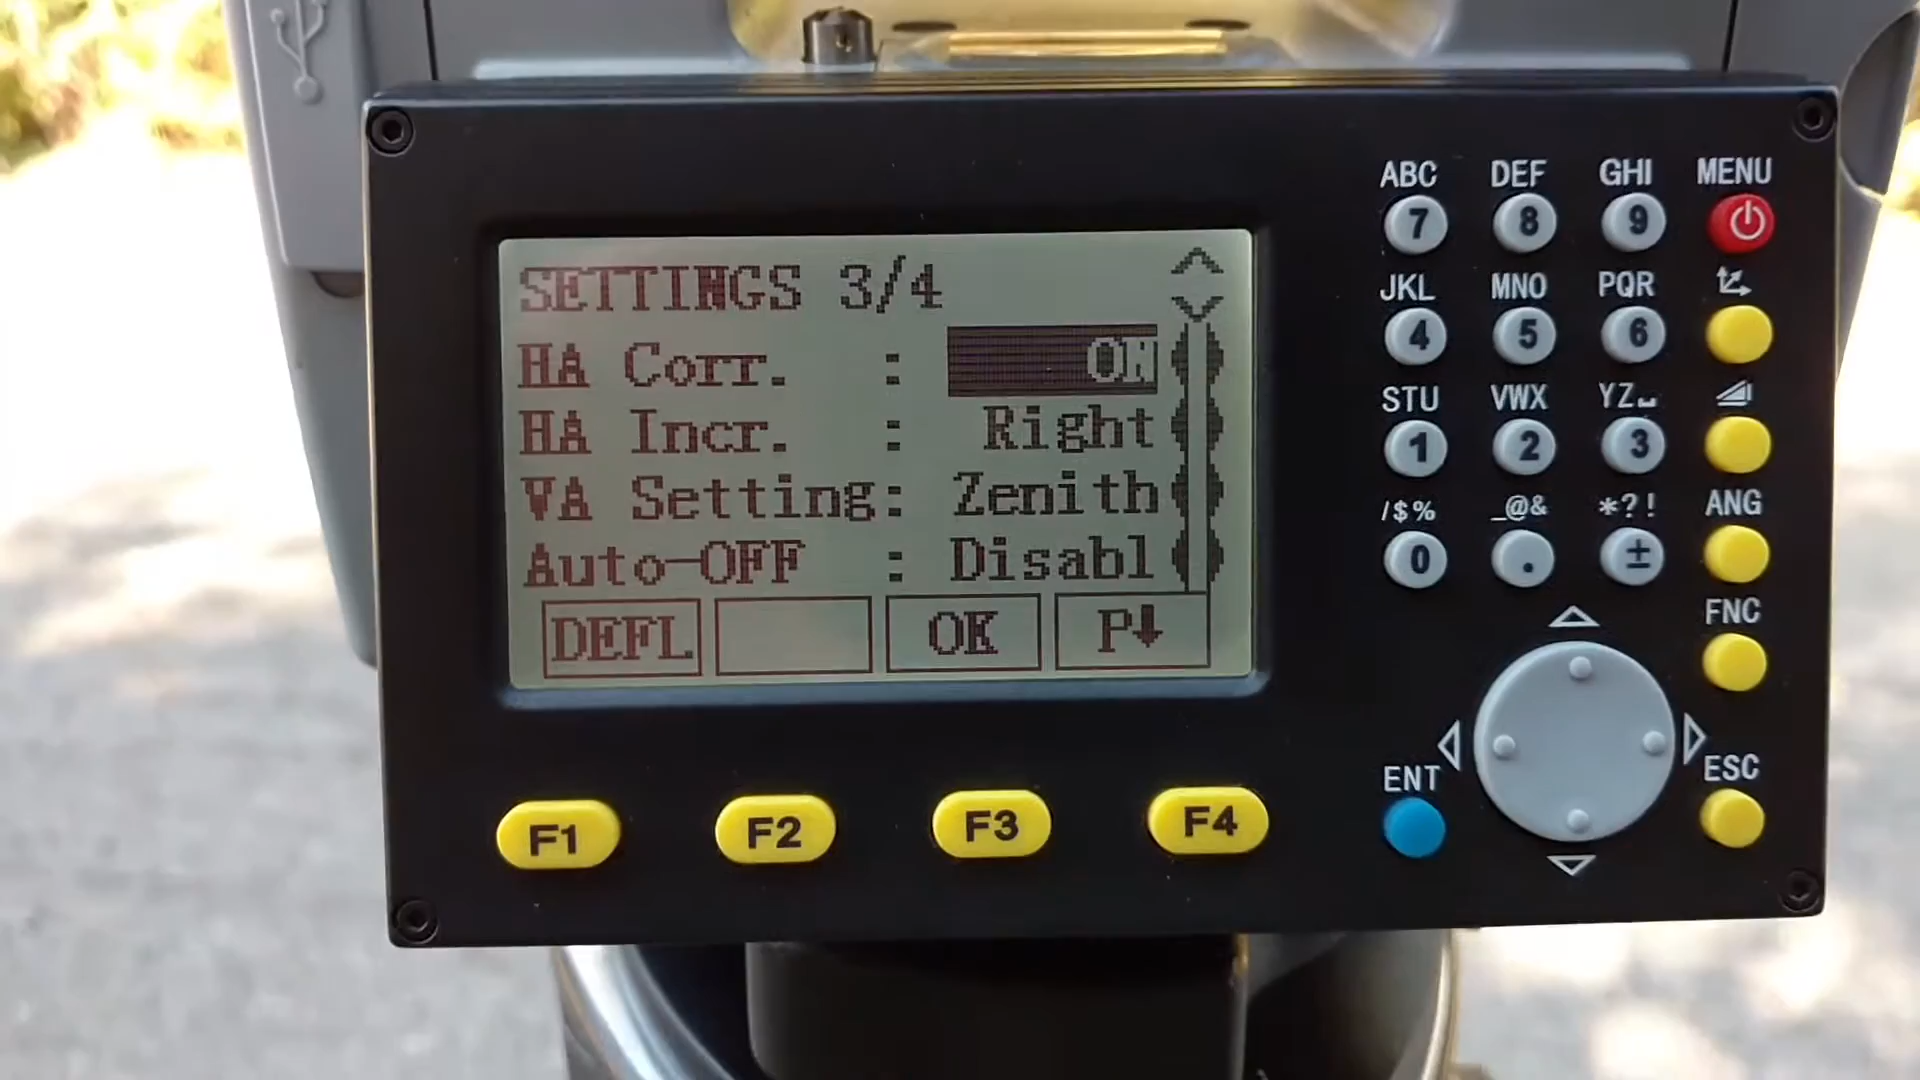 SETTINGS 3/4
HA Corr. : ON
HA Incr. : Right
VA Setting: Zenith
Auto-OFF : Disabl
DEFL OK P↓
F1 F2 F3 F4
ABC DEF GHI MENU
7 8 9
JKL MNO PQR
4 5 6
STU VWX YZ
1 2 3
/$% _@& *?! ANG
0 . ±
FNC
ENT ESC